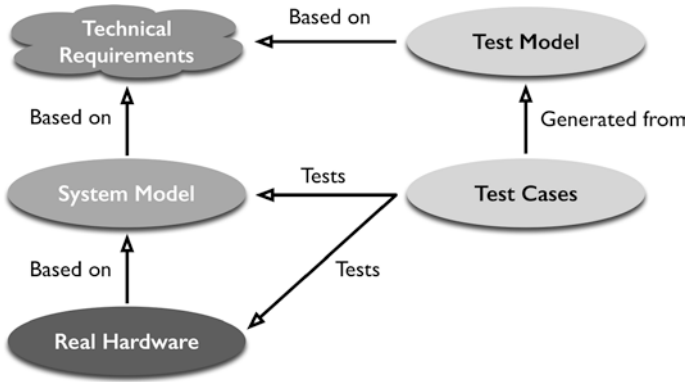 Based on
Technical
Requirements
Test Model
Based on
Generated from
System Model
Tests
Test Cases
Based on
Tests
Real Hardware